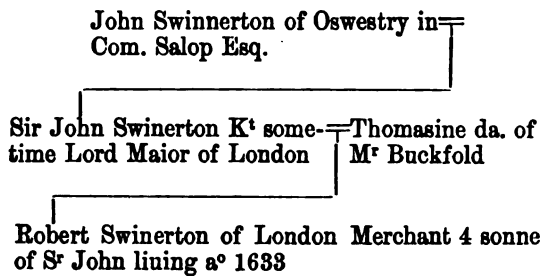 John Swinnerton of Oswestry in
Com. Salop Esq.
Sir John Swinerton Kᵗ some-
time Lord Maior of London
Thomasine da. of
Mʳ Buckfold
Robert Swinerton of London Merchant 4 sonne
of Sʳ John liuing aᵒ 1633